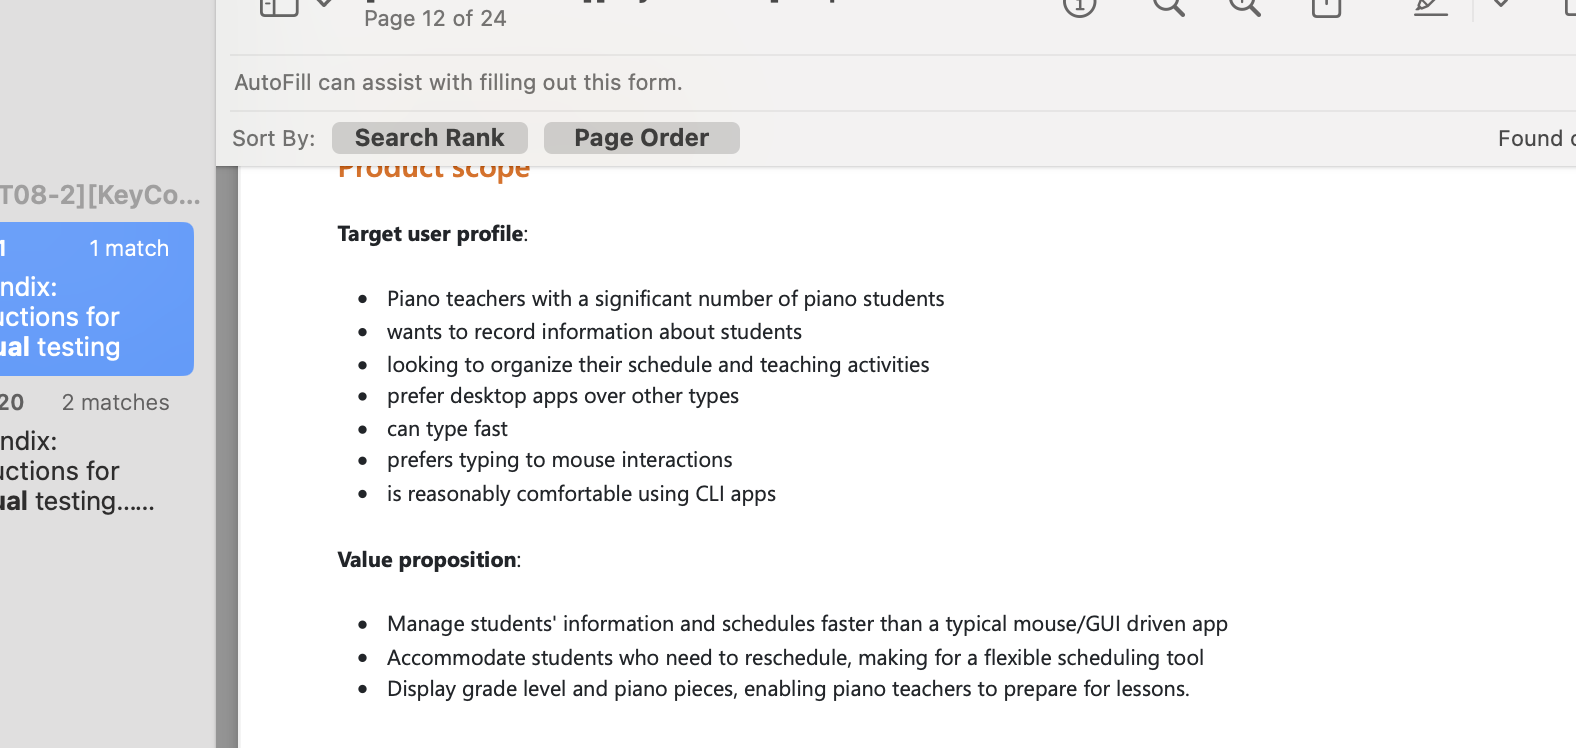 Page 12 of 24
AutoFill can assist with filling out this form.
Sort By: Search Rank Page Order Found
T08-2][KeyCo...
1 match
ndix:
uctions for
ual testing
20 2 matches
ndix:
uctions for
ual testing......
Product scope
Target user profile:
• Piano teachers with a significant number of piano students
• wants to record information about students
• looking to organize their schedule and teaching activities
• prefer desktop apps over other types
• can type fast
• prefers typing to mouse interactions
• is reasonably comfortable using CLI apps
Value proposition:
• Manage students' information and schedules faster than a typical mouse/GUI driven app
• Accommodate students who need to reschedule, making for a flexible scheduling tool
• Display grade level and piano pieces, enabling piano teachers to prepare for lessons.